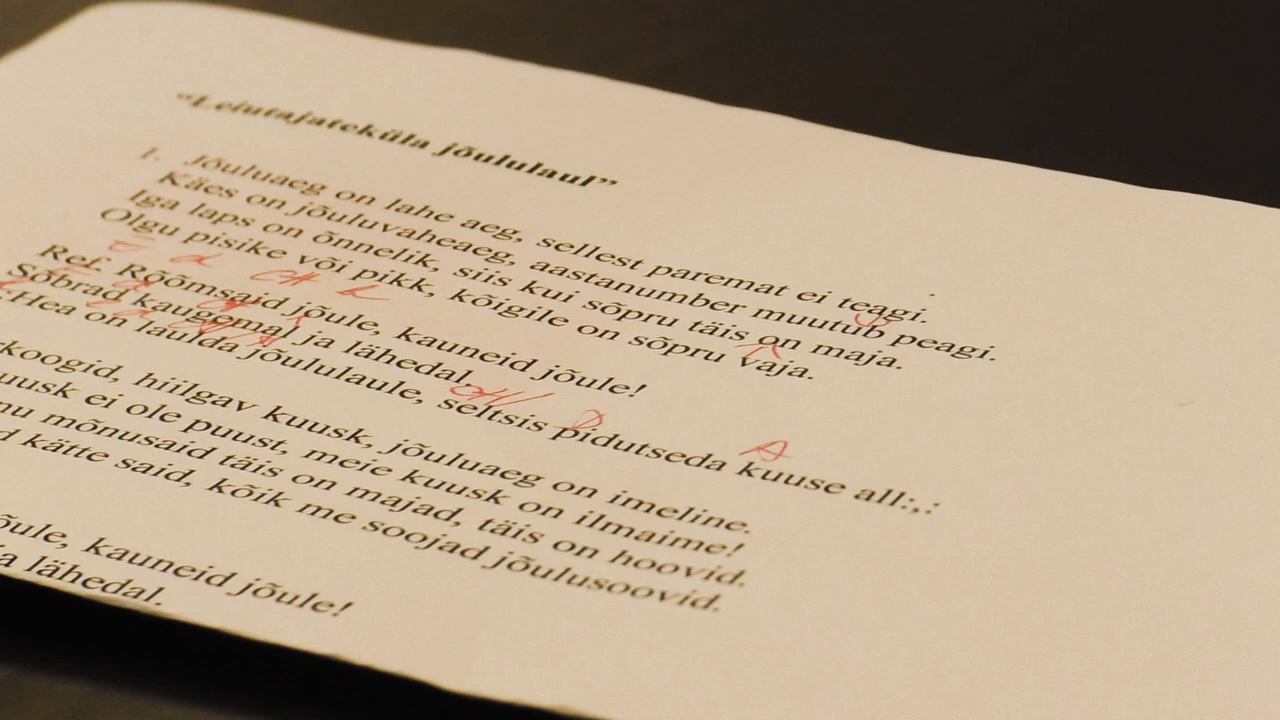 “Leiutajateküla jõululaul”
1. Jõuluaeg on lahe aeg, sellest paremat ei teagi.
Käes on jõuluvaheaeg, aastanumber muutub peagi.
Iga laps on õnnelik, siis kui sõpru täis on maja.
Olgu pisike või pikk, kõigile on sõpru vaja.
Ref. Rõõmsaid jõule, kauneid jõule!
Sõbrad kaugemal ja lähedal.
:Hea on laulda jõululaule, seltsis pidutseda kuuse all:,:
koogid, hiilgav kuusk, jõuluaeg on imeline.
kuusk ei ole puust, meie kuusk on ilmaime!
mõnusaid täis on majad, täis on hoovid.
kätte said, kõik me soojad jõulusoovid.
jõule, kauneid jõule!
ja lähedal.